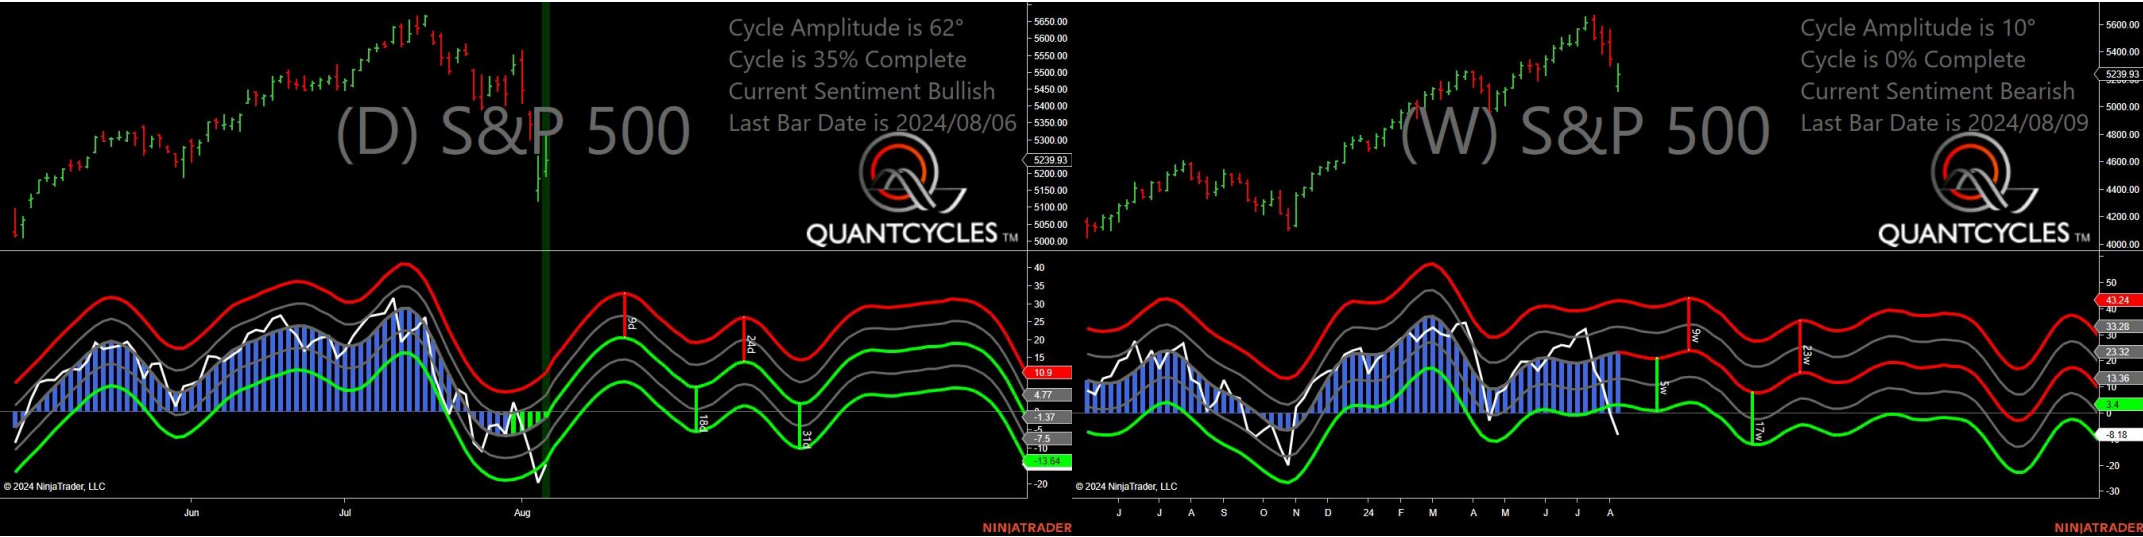 Cycle Amplitude is 62°
Cycle is 35% Complete
Current Sentiment Bullish
Last Bar Date is 2024/08/06
(D) S&P 500
QUANTCYCLES TM
5650.00
5600.00
5550.00
5500.00
5450.00
5400.00
5350.00
5300.00
5239.93
5200.00
5150.00
5100.00
5050.00
5000.00
9d
18d
24d
31d
40
35
30
25
20
15
10.9
4.77
-1.37
-5
-7.5
-10
-13.64
-20
© 2024 NinjaTrader, LLC
Jun
Jul
Aug
NINJATRADER
Cycle Amplitude is 10°
Cycle is 0% Complete
Current Sentiment Bearish
Last Bar Date is 2024/08/09
(W) S&P 500
QUANTCYCLES TM
5600.00
5400.00
5239.93
5000.00
4800.00
4600.00
4400.00
4200.00
4000.00
5w
9w
17w
23w
50
43.24
33.28
30
23.32
20
13.36
10
3.4
-8.18
-20
-30
© 2024 NinjaTrader, LLC
J J A S O N D 24 F M A M J J A
NINJATRADER